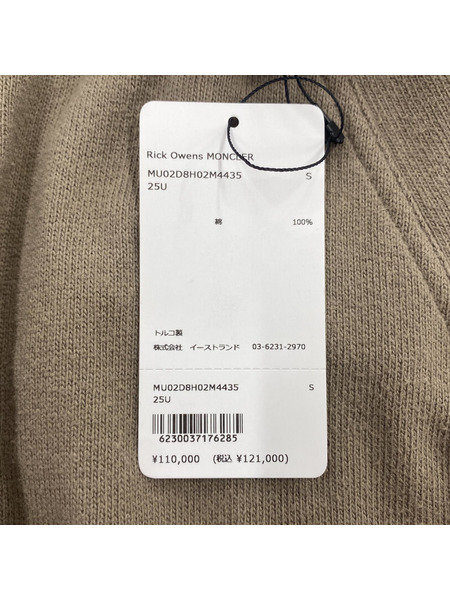 Rick Owens MONCLER
MU02D8H02M4435 S
25U
綿 100%
トルコ製
株式会社 イーストランド 03-6231-2970
MU02D8H02M4435 S
25U
6230037176285
¥110,000 (税込 ¥121,000)